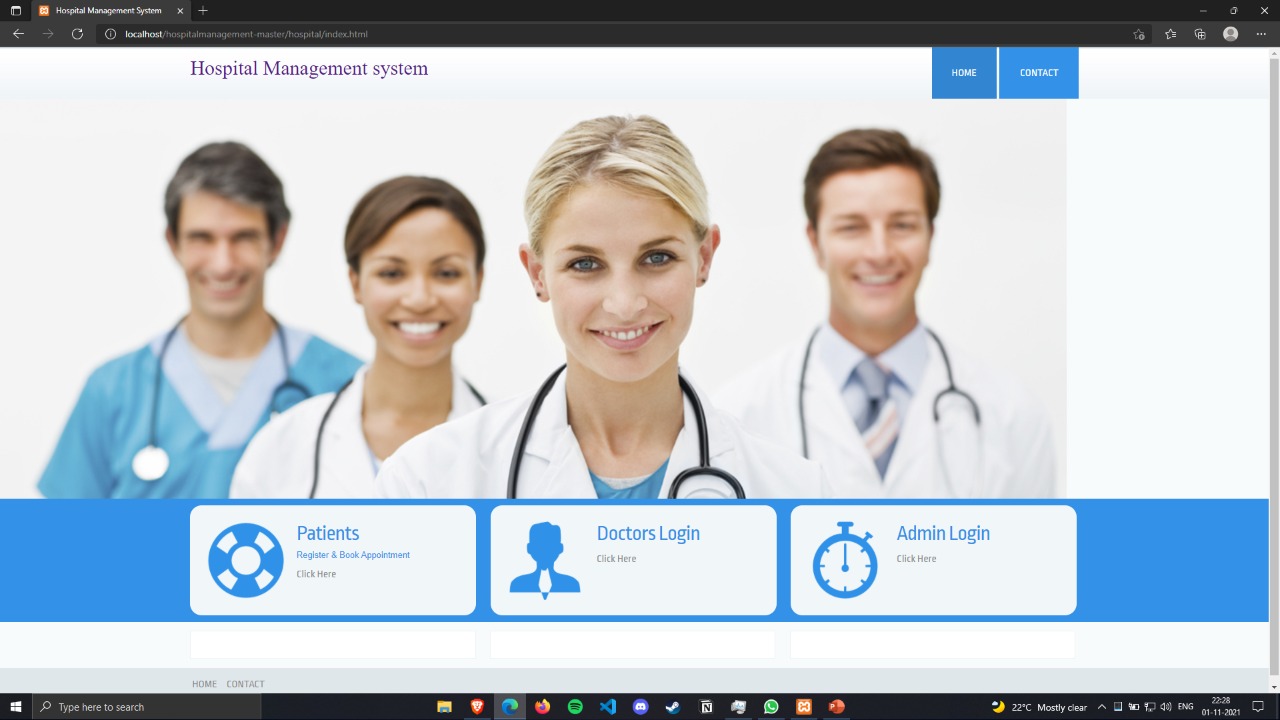 Hospital Management System
localhost/hospitalmanagement-master/hospital/index.html
Hospital Management system
HOME
CONTACT
Patients
Register & Book Appointment
Click Here
Doctors Login
Click Here
Admin Login
Click Here
HOME CONTACT
Type here to search
22°C Mostly clear
ENG
22:28
01-11-2021